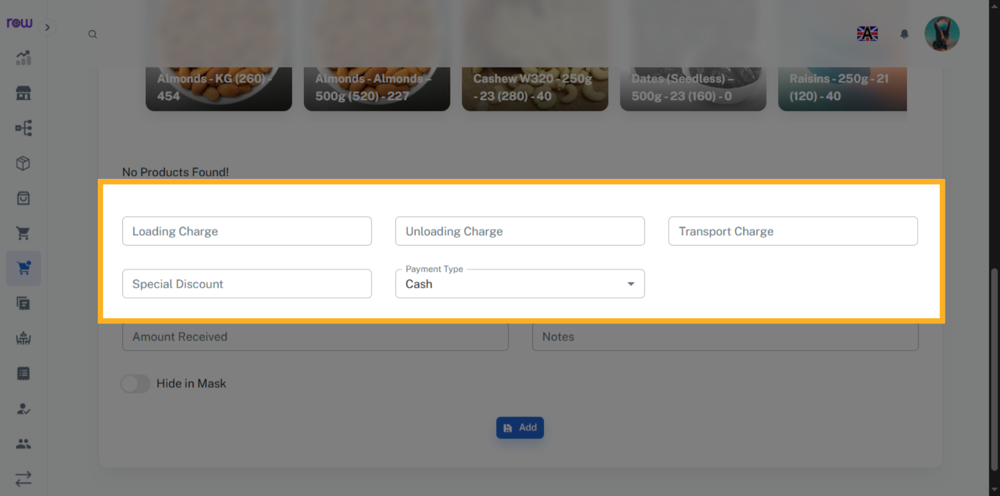 row
A
Almonds - KG (260) -
454
Almonds - Almonds –
500g (520) - 227
Cashew W320 - 250g
- 23 (280) - 40
Dates (Seedless) –
500g - 23 (160) - 0
Raisins - 250g - 21
(120) - 40
No Products Found!
Loading Charge
Unloading Charge
Transport Charge
Special Discount
Payment Type
Cash
Amount Received
Notes
Hide in Mask
Add